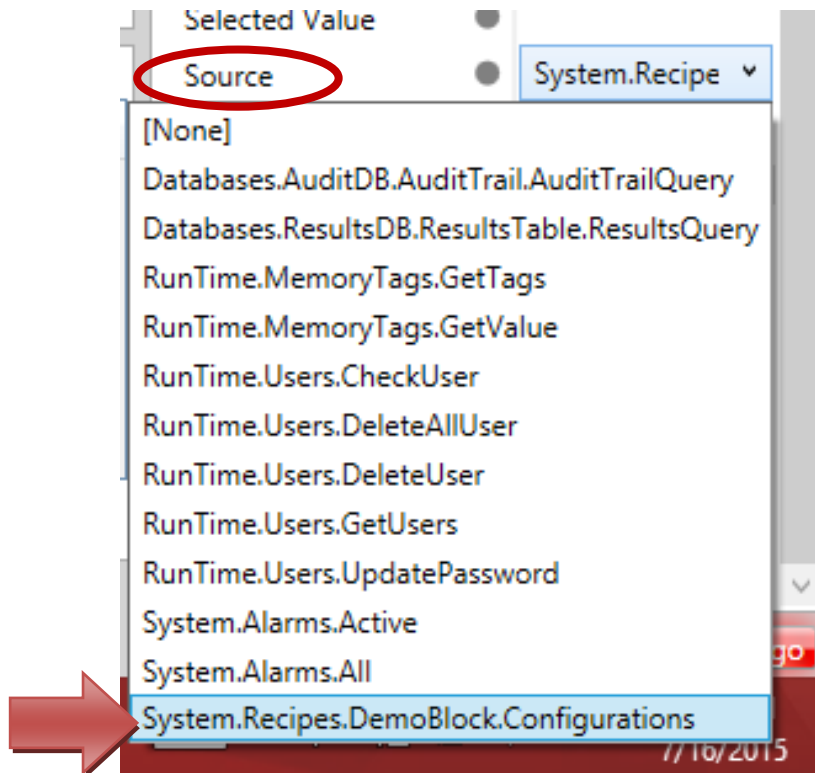 Selected Value
Source System.Recipe
[None]
Databases.AuditDB.AuditTrail.AuditTrailQuery
Databases.ResultsDB.ResultsTable.ResultsQuery
RunTime.MemoryTags.GetTags
RunTime.MemoryTags.GetValue
RunTime.Users.CheckUser
RunTime.Users.DeleteAllUser
RunTime.Users.DeleteUser
RunTime.Users.GetUsers
RunTime.Users.UpdatePassword
System.Alarms.Active
System.Alarms.All
go
System.Recipes.DemoBlock.Configurations
7/16/2015